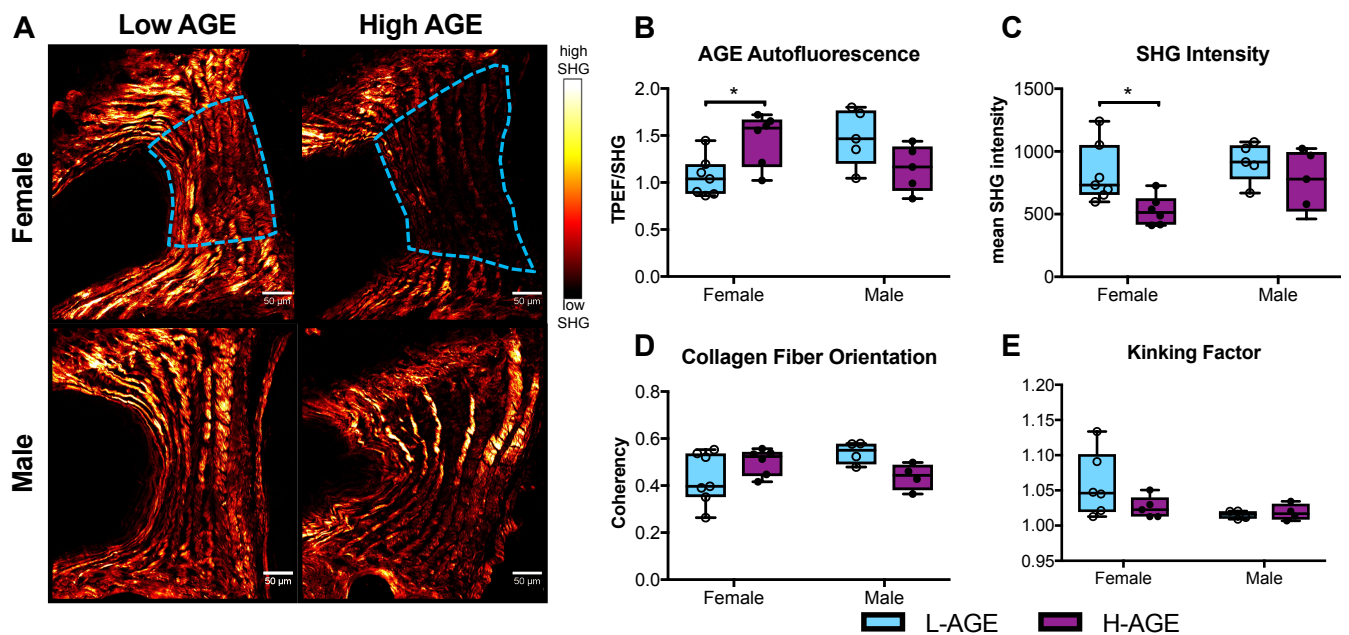 A
Low AGE
High AGE
Female
Male
high
SHG
low
SHG
50 µm
50 µm
50 µm
50 µm
B
AGE Autofluorescence
TPEF/SHG
2.0
1.5
1.0
0.5
0.0
*
Female
Male
C
SHG Intensity
mean SHG intensity
1500
1000
500
0
*
Female
Male
D
Collagen Fiber Orientation
Coherency
0.8
0.6
0.4
0.2
0.0
Female
Male
E
Kinking Factor
1.20
1.15
1.10
1.05
1.00
0.95
Female
Male
L-AGE
H-AGE